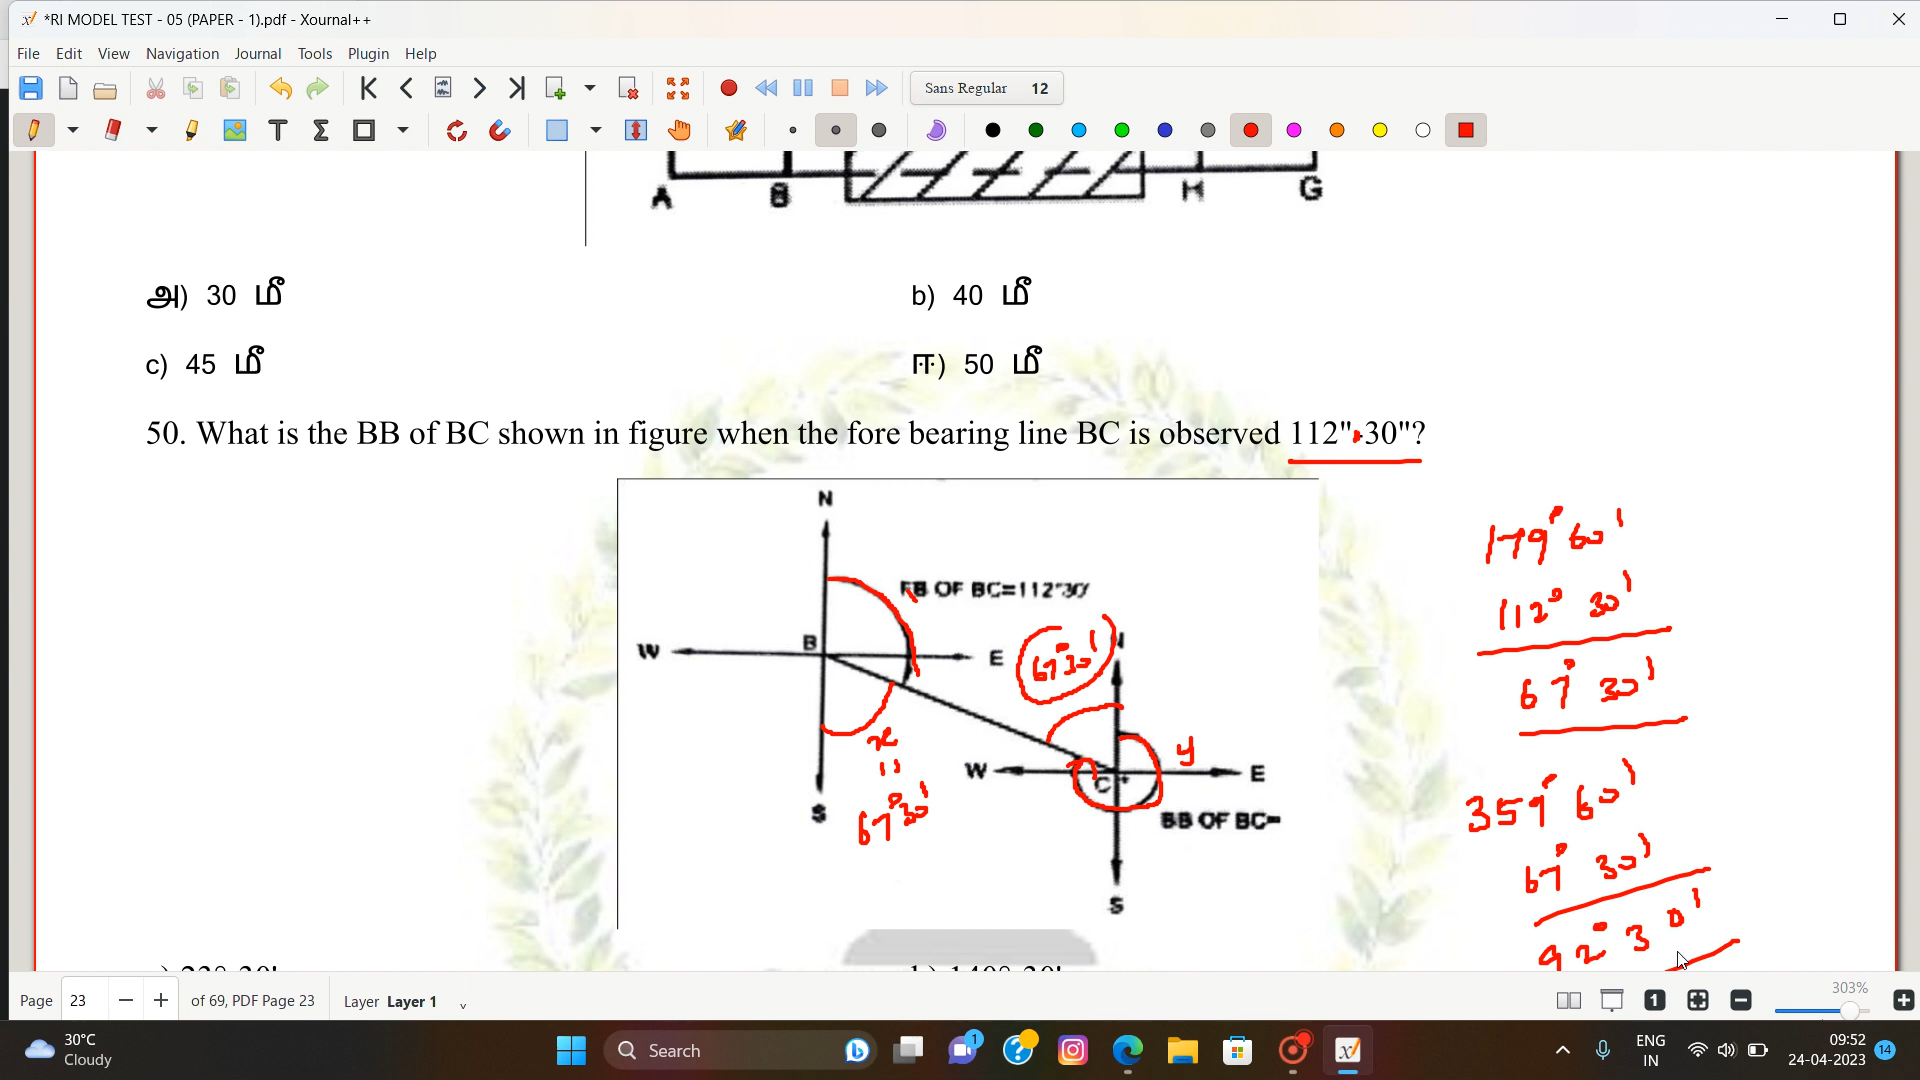 *RI MODEL TEST - 05 (PAPER - 1).pdf - Xournal++
File Edit View Navigation Journal Tools Plugin Help
Sans Regular 12
A B H G
அ) 30 மீ b) 40 மீ
c) 45 மீ ஈ) 50 மீ
50. What is the BB of BC shown in figure when the fore bearing line BC is observed 112"-30"?
N
179° 60'
FB OF BC=112°30'
112° 30'
B
W E
67° 30'
N
67° 30'
x
=
67° 30'
y
W C E
S
359° 60'
BB OF BC=
67° 30'
S
92° 30'
Page 23 of 69, PDF Page 23 Layer Layer 1
303%
30°C
Cloudy
Search
1
ENG
IN
09:52
24-04-2023
14